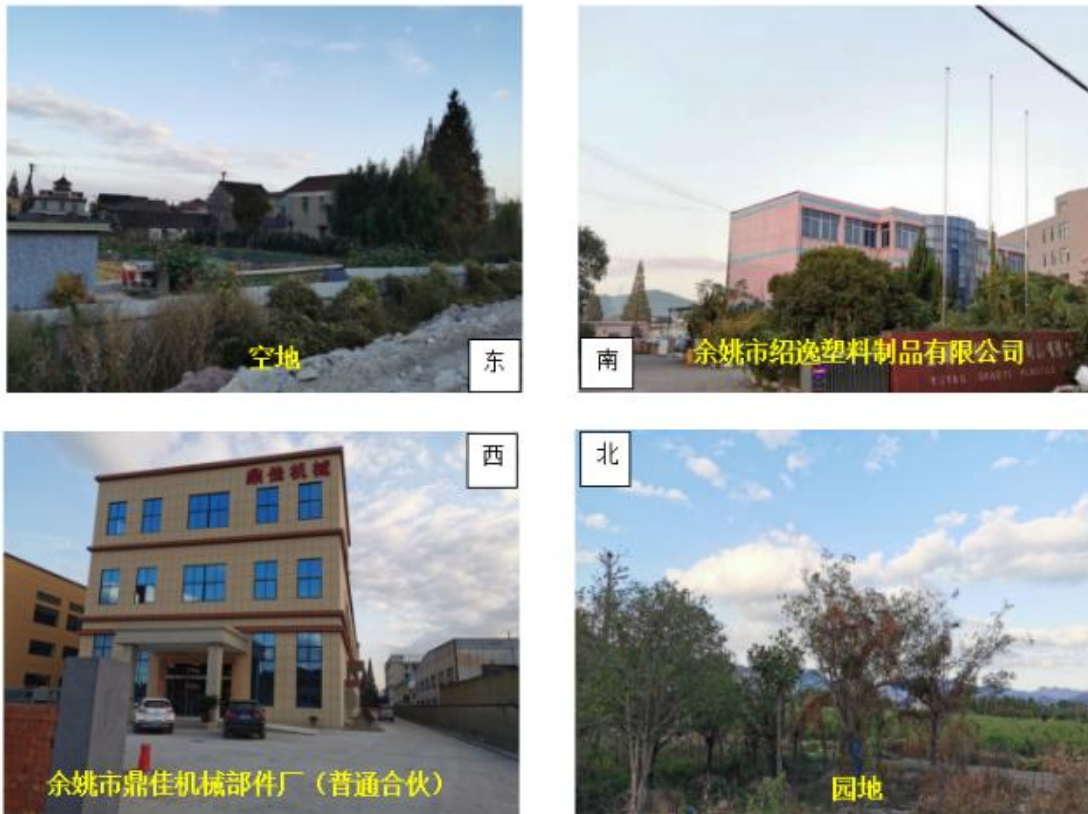 空地
东
南
余姚市绍逸塑料制品有限公司
西
鼎佳机械
余姚市鼎佳机械部件厂（普通合伙）
北
园地